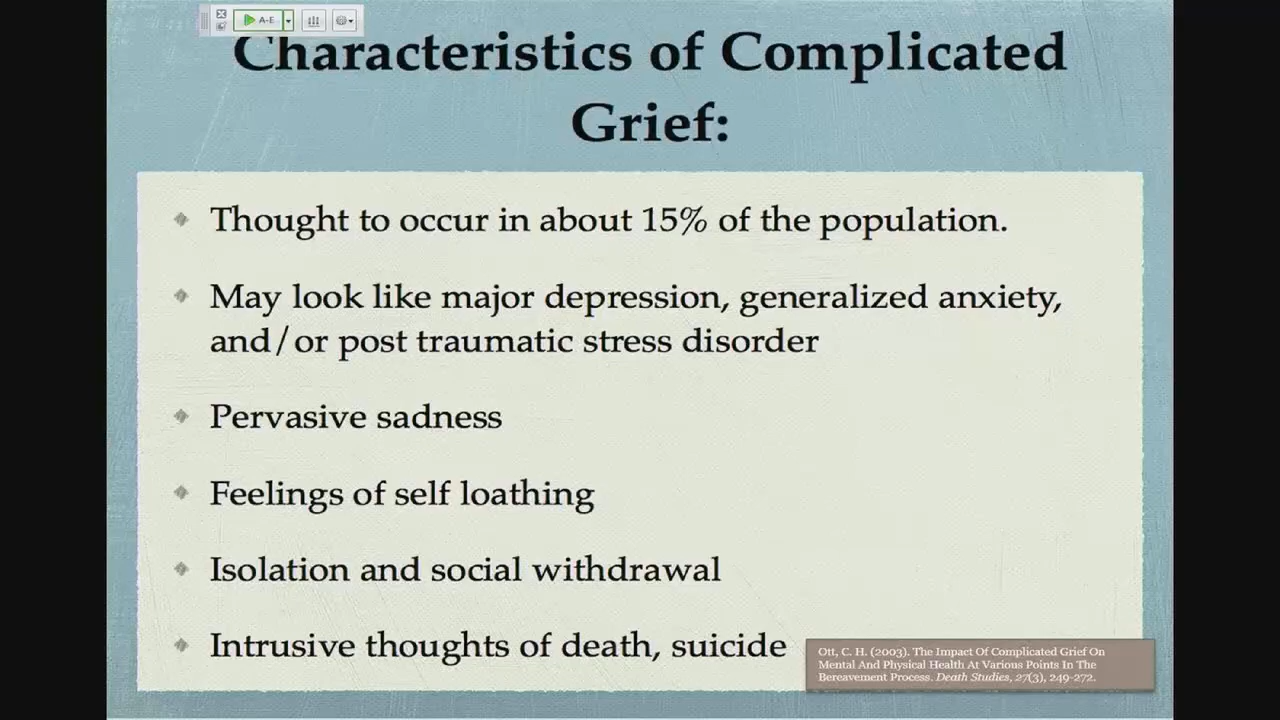 A-E
Characteristics of Complicated
Grief:
Thought to occur in about 15% of the population.
May look like major depression, generalized anxiety,
and/or post traumatic stress disorder
Pervasive sadness
Feelings of self loathing
Isolation and social withdrawal
Intrusive thoughts of death, suicide
Ott, C. H. (2003). The Impact Of Complicated Grief On
Mental And Physical Health At Various Points In The
Bereavement Process. Death Studies, 27(3), 249-272.